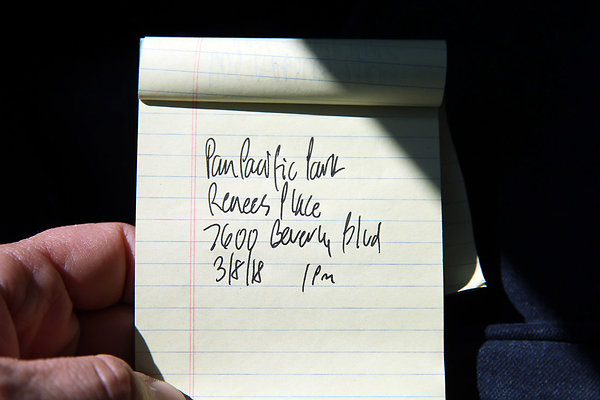 Pan Pacific Park
Renees Place
7600 Beverly Blvd
3/8/18 1pm